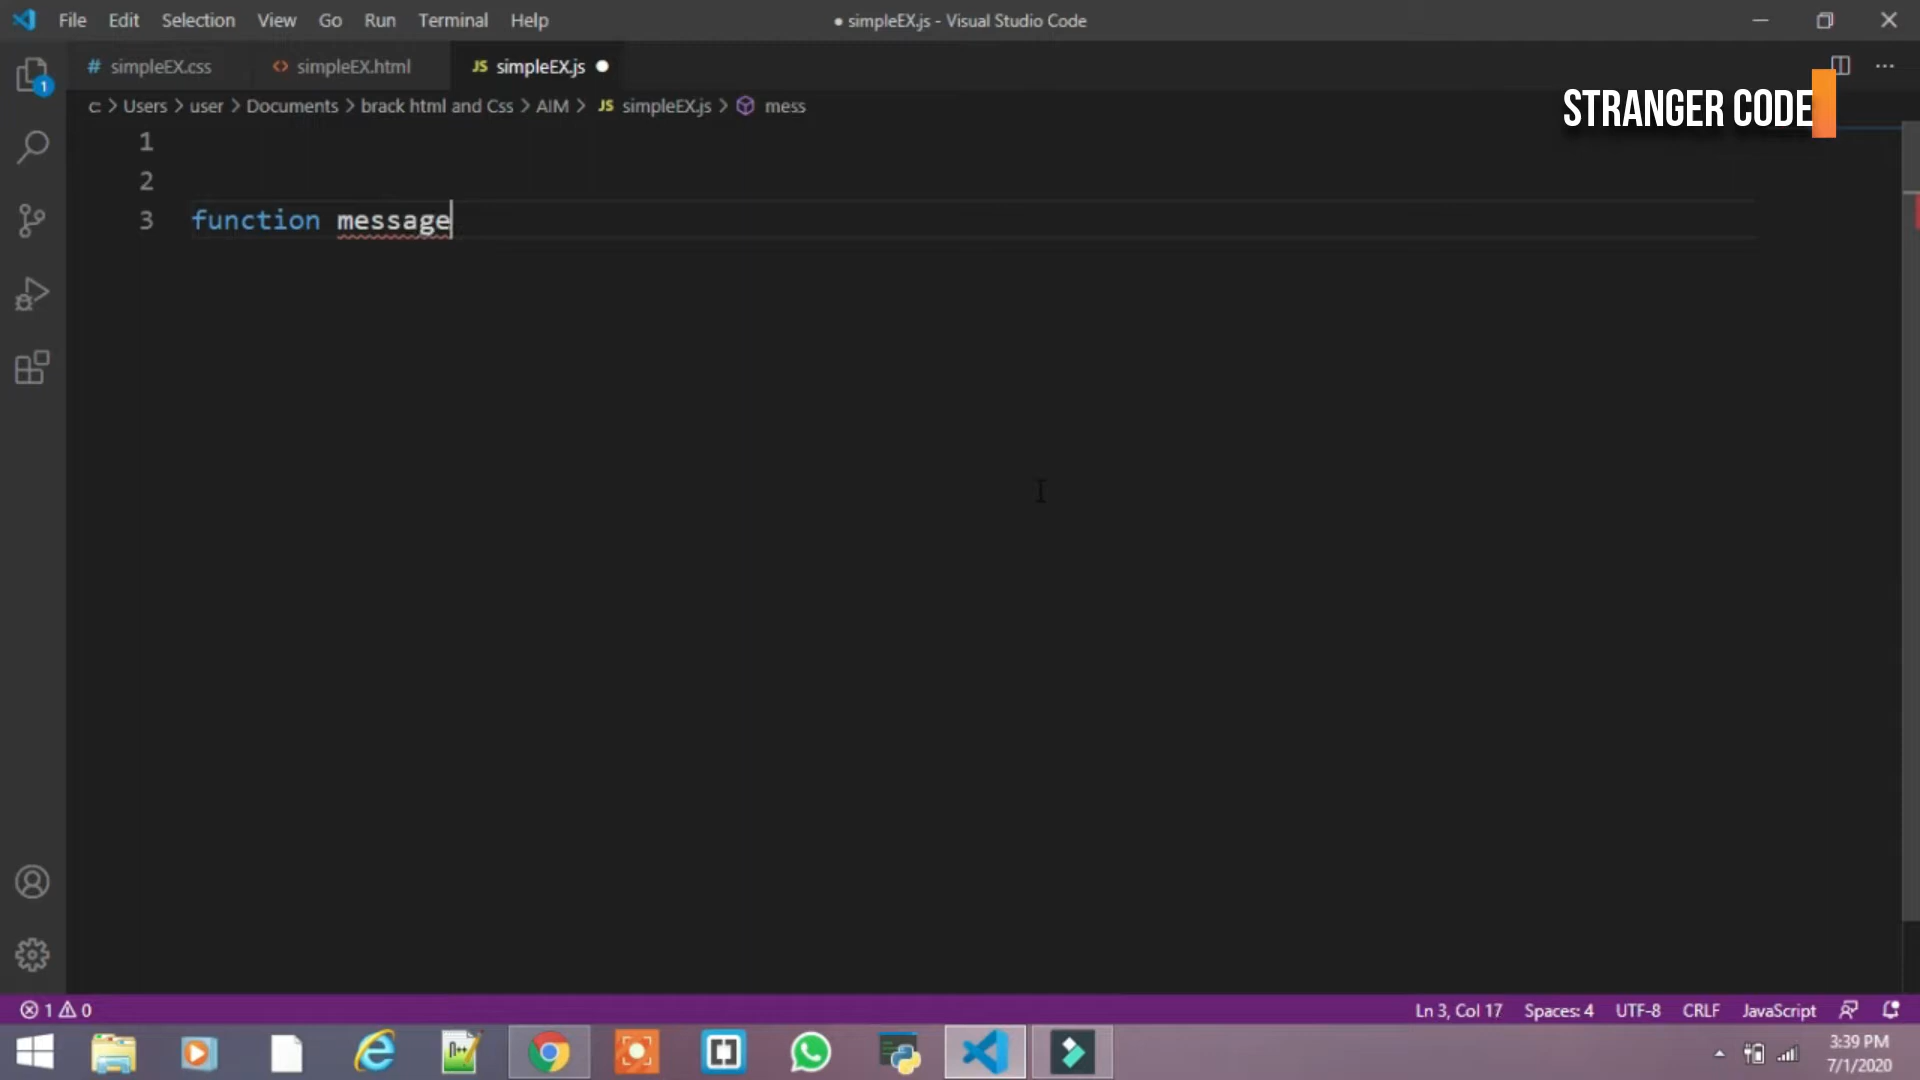 File Edit Selection View Go Run Terminal Help
● simpleEX.js - Visual Studio Code
# simpleEX.css
<> simpleEX.html
JS simpleEX.js ●
1
c > Users > user > Documents > brack html and Css > AIM > JS simpleEX.js > mess
STRANGER CODE
1
2
3 function message
1 0
Ln 3, Col 17 Spaces: 4 UTF-8 CRLF JavaScript
3:39 PM
7/1/2020